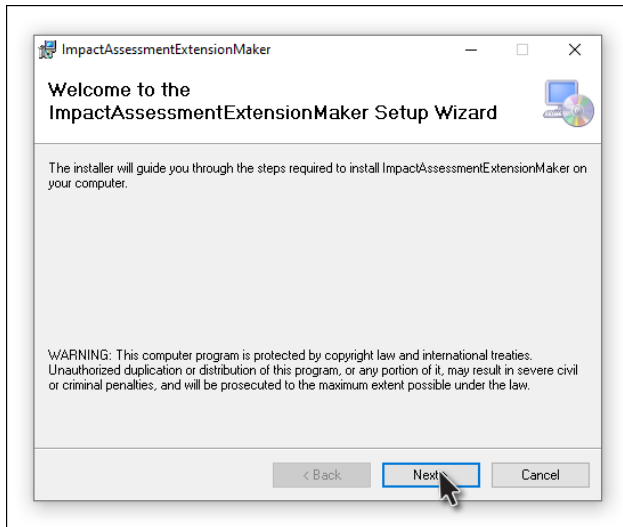 ImpactAssessmentExtensionMaker
Welcome to the
ImpactAssessmentExtensionMaker Setup Wizard
The installer will guide you through the steps required to install ImpactAssessmentExtensionMaker on
your computer.
WARNING: This computer program is protected by copyright law and international treaties.
Unauthorized duplication or distribution of this program, or any portion of it, may result in severe civil
or criminal penalties, and will be prosecuted to the maximum extent possible under the law.
< Back
Next
Cancel